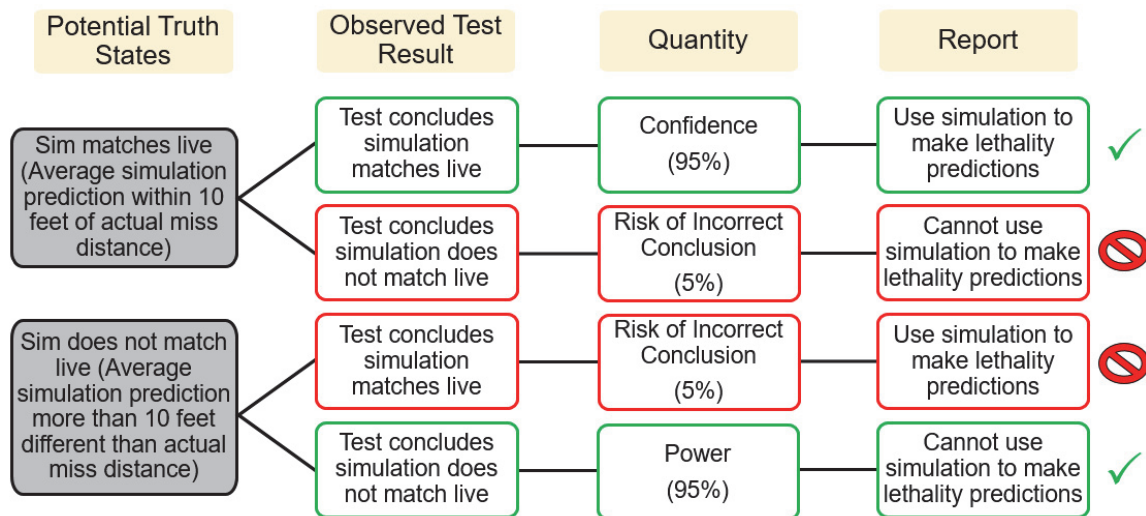 Potential Truth
States
Observed Test
Result
Quantity
Report
Sim matches live
(Average simulation
prediction within 10
feet of actual miss
distance)
Test concludes
simulation
matches live
Confidence
(95%)
Use simulation to
make lethality
predictions
Test concludes
simulation does
not match live
Risk of Incorrect
Conclusion
(5%)
Cannot use
simulation to make
lethality predictions
Sim does not match
live (Average
simulation prediction
more than 10 feet
different than actual
miss distance)
Test concludes
simulation
matches live
Risk of Incorrect
Conclusion
(5%)
Use simulation to
make lethality
predictions
Test concludes
simulation does
not match live
Power
(95%)
Cannot use
simulation to make
lethality predictions